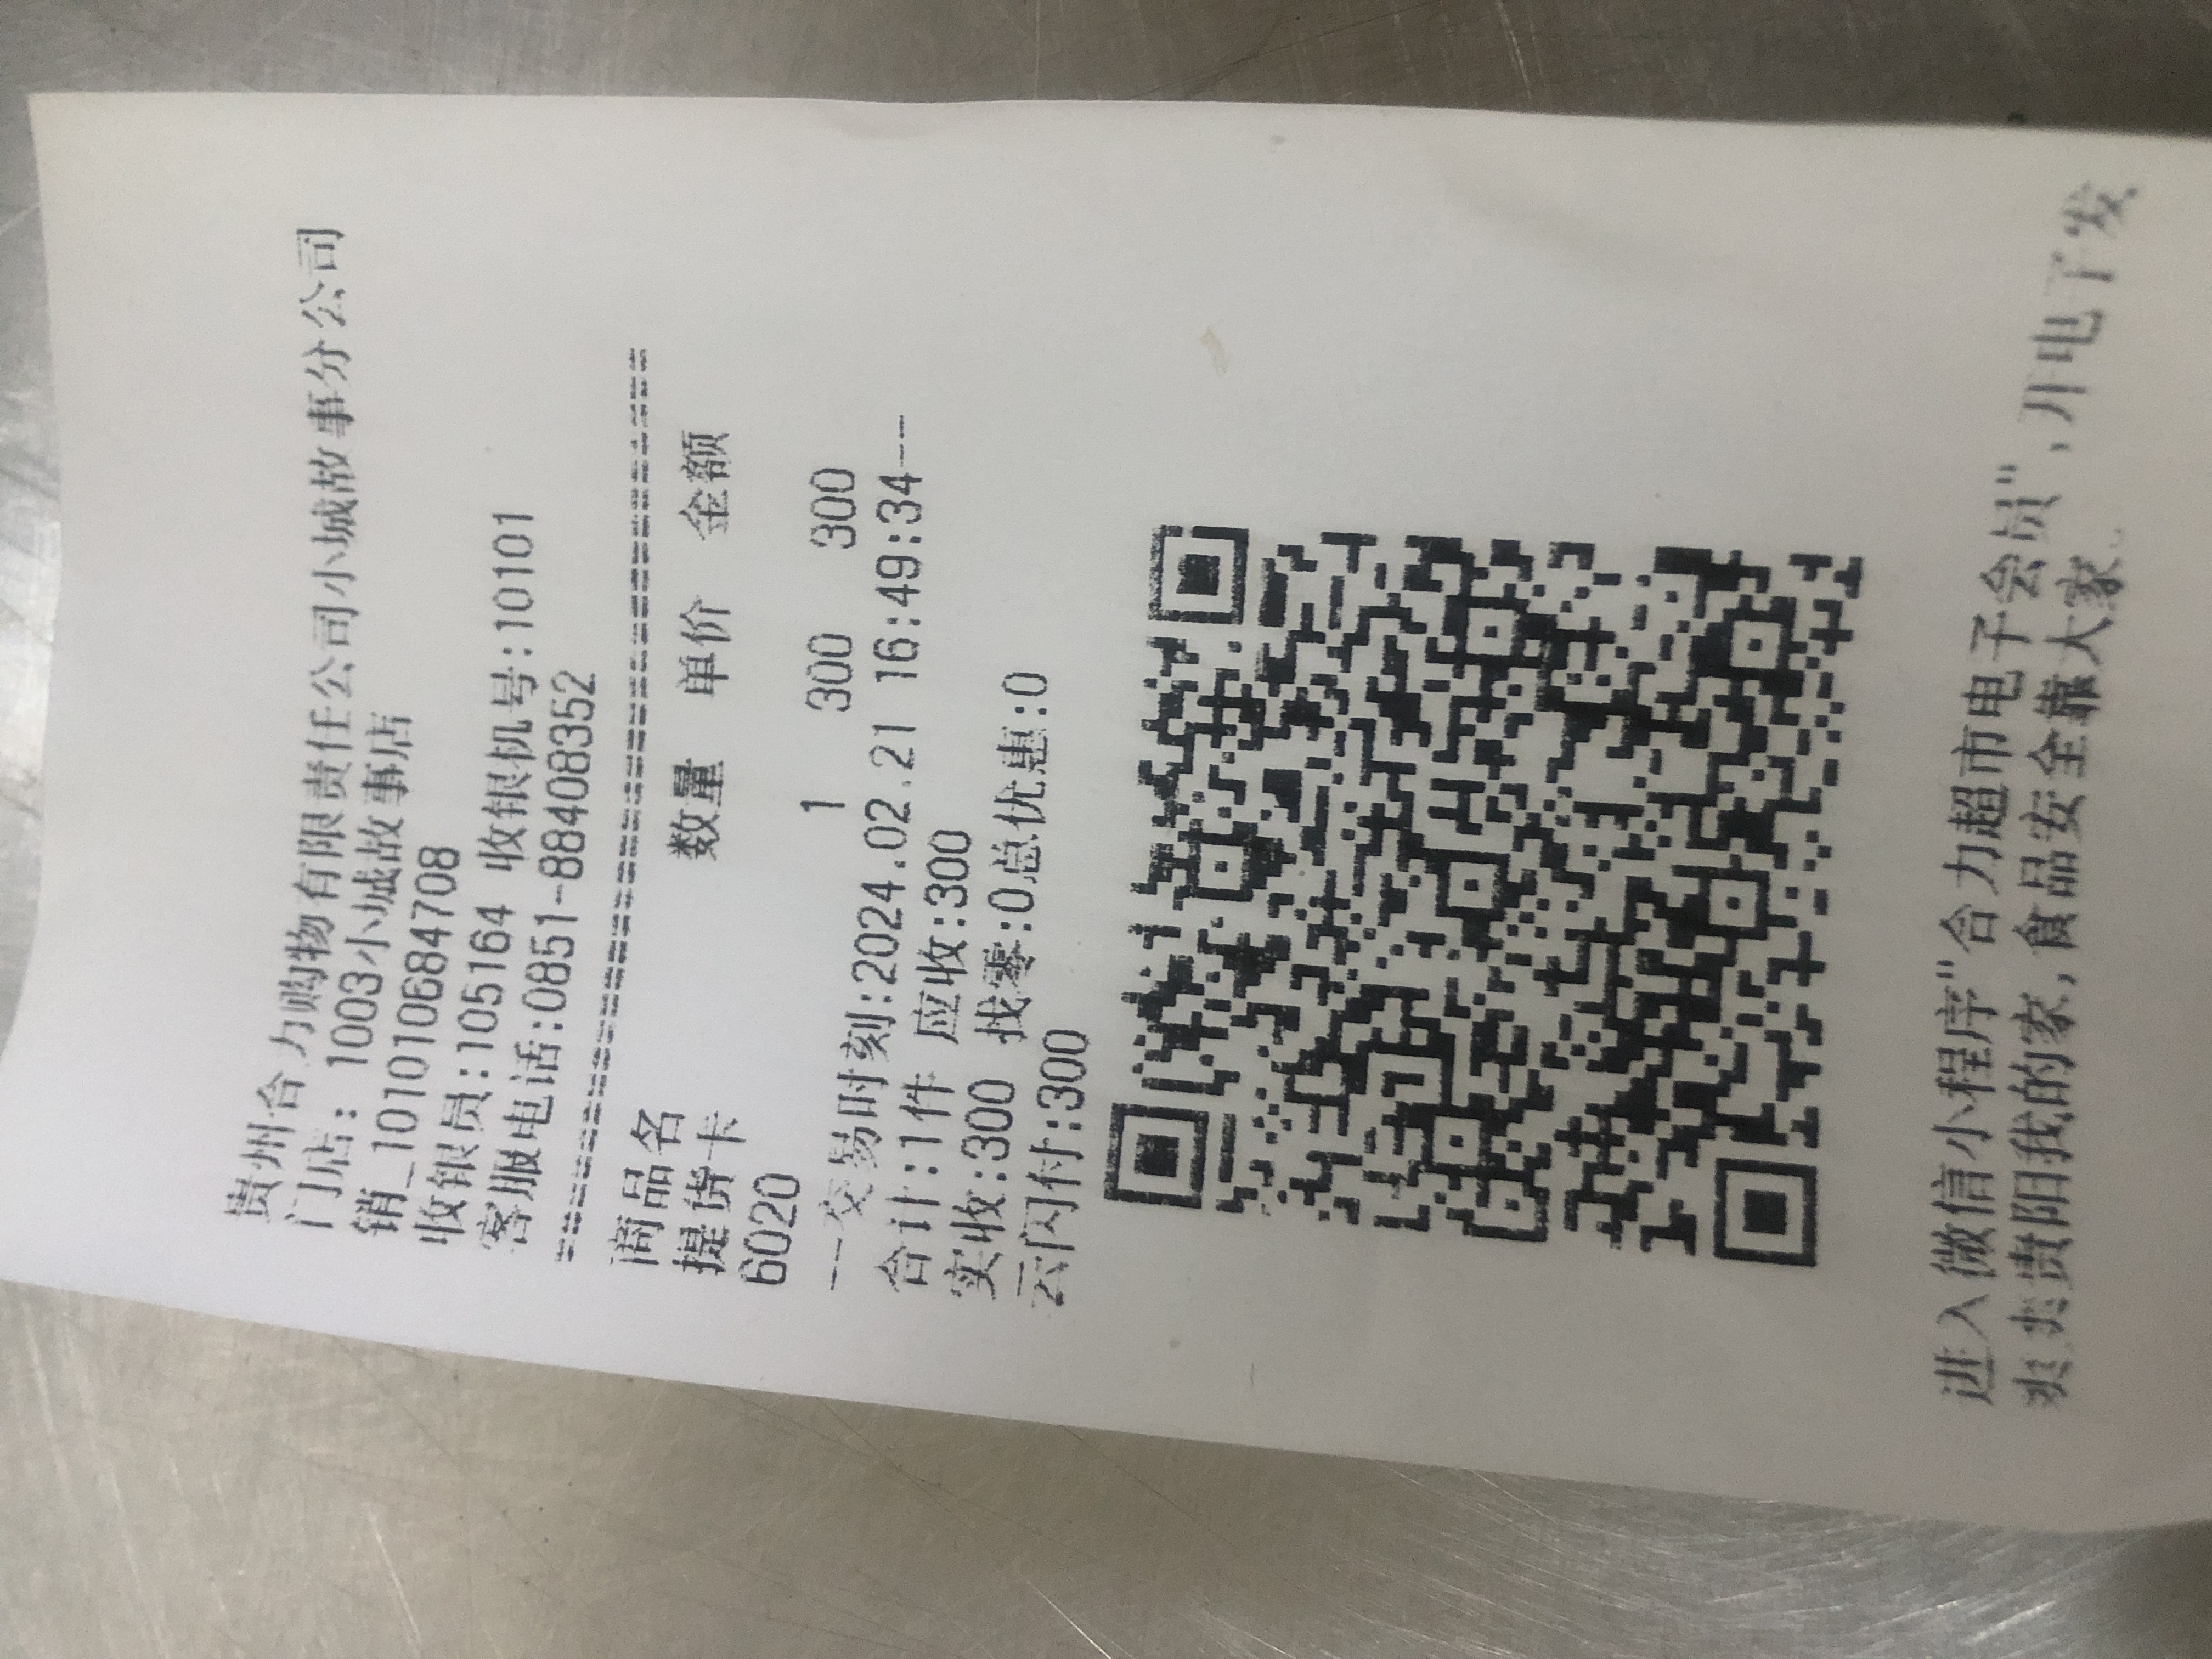 贵州合力购物有限责任公司小城故事分公司
门店: 1003小城故事店
销_101010684708
收银员:105164 收银机号:10101
客服电话:0851-88408352
================================
商品名 数量 单价 金额
提货卡
6020 1 300 300
--交易时刻:2024.02.21 16:49:34--
合计:1件 应收:300
实收:300 找零:0总优惠:0
云闪付:300
进入微信小程序"合力超市电子会员",开电子发
爽爽贵阳我的家,食品安全靠大家。